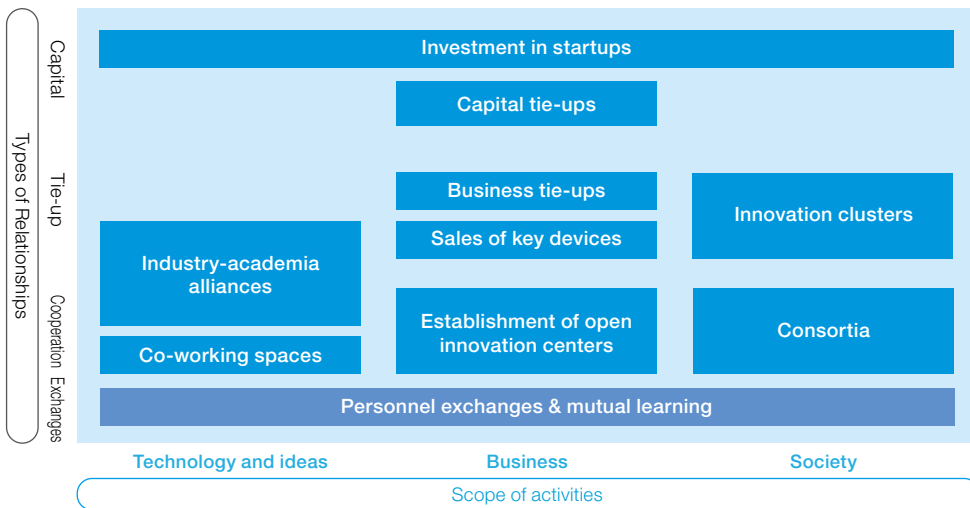 Types of Relationships
Capital
Tie-up
Cooperation
Exchanges
Investment in startups
Capital tie-ups
Business tie-ups
Sales of key devices
Innovation clusters
Industry-academia
alliances
Establishment of open
innovation centers
Consortia
Co-working spaces
Personnel exchanges & mutual learning
Technology and ideas
Business
Society
Scope of activities